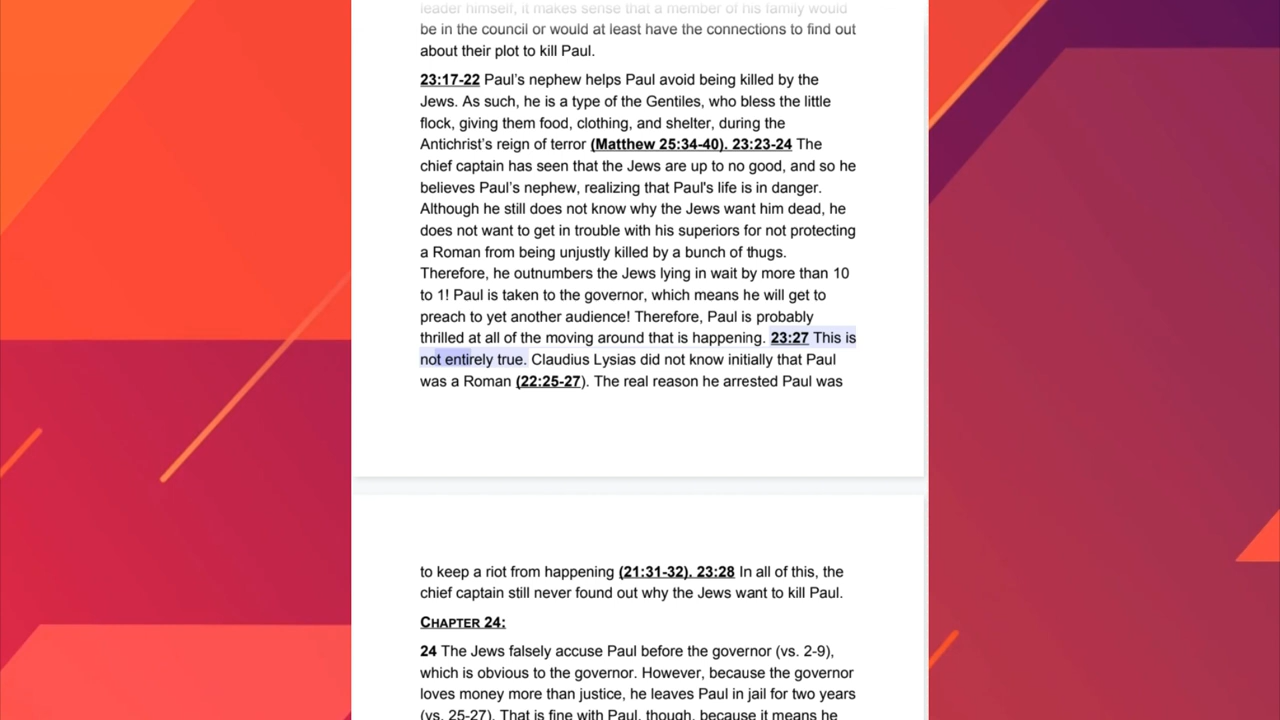 leader himself, it makes sense that a member of his family would
be in the council or would at least have the connections to find out
about their plot to kill Paul.
23:17-22 Paul's nephew helps Paul avoid being killed by the
Jews. As such, he is a type of the Gentiles, who bless the little
flock, giving them food, clothing, and shelter, during the
Antichrist's reign of terror (Matthew 25:34-40). 23:23-24 The
chief captain has seen that the Jews are up to no good, and so he
believes Paul's nephew, realizing that Paul's life is in danger.
Although he still does not know why the Jews want him dead, he
does not want to get in trouble with his superiors for not protecting
a Roman from being unjustly killed by a bunch of thugs.
Therefore, he outnumbers the Jews lying in wait by more than 10
to 1! Paul is taken to the governor, which means he will get to
preach to yet another audience! Therefore, Paul is probably
thrilled at all of the moving around that is happening. 23:27 This is
not entirely true. Claudius Lysias did not know initially that Paul
was a Roman (22:25-27). The real reason he arrested Paul was
to keep a riot from happening (21:31-32). 23:28 In all of this, the
chief captain still never found out why the Jews want to kill Paul.
CHAPTER 24:
24 The Jews falsely accuse Paul before the governor (vs. 2-9),
which is obvious to the governor. However, because the governor
loves money more than justice, he leaves Paul in jail for two years
(vs. 25-27). That is fine with Paul, though, because it means he